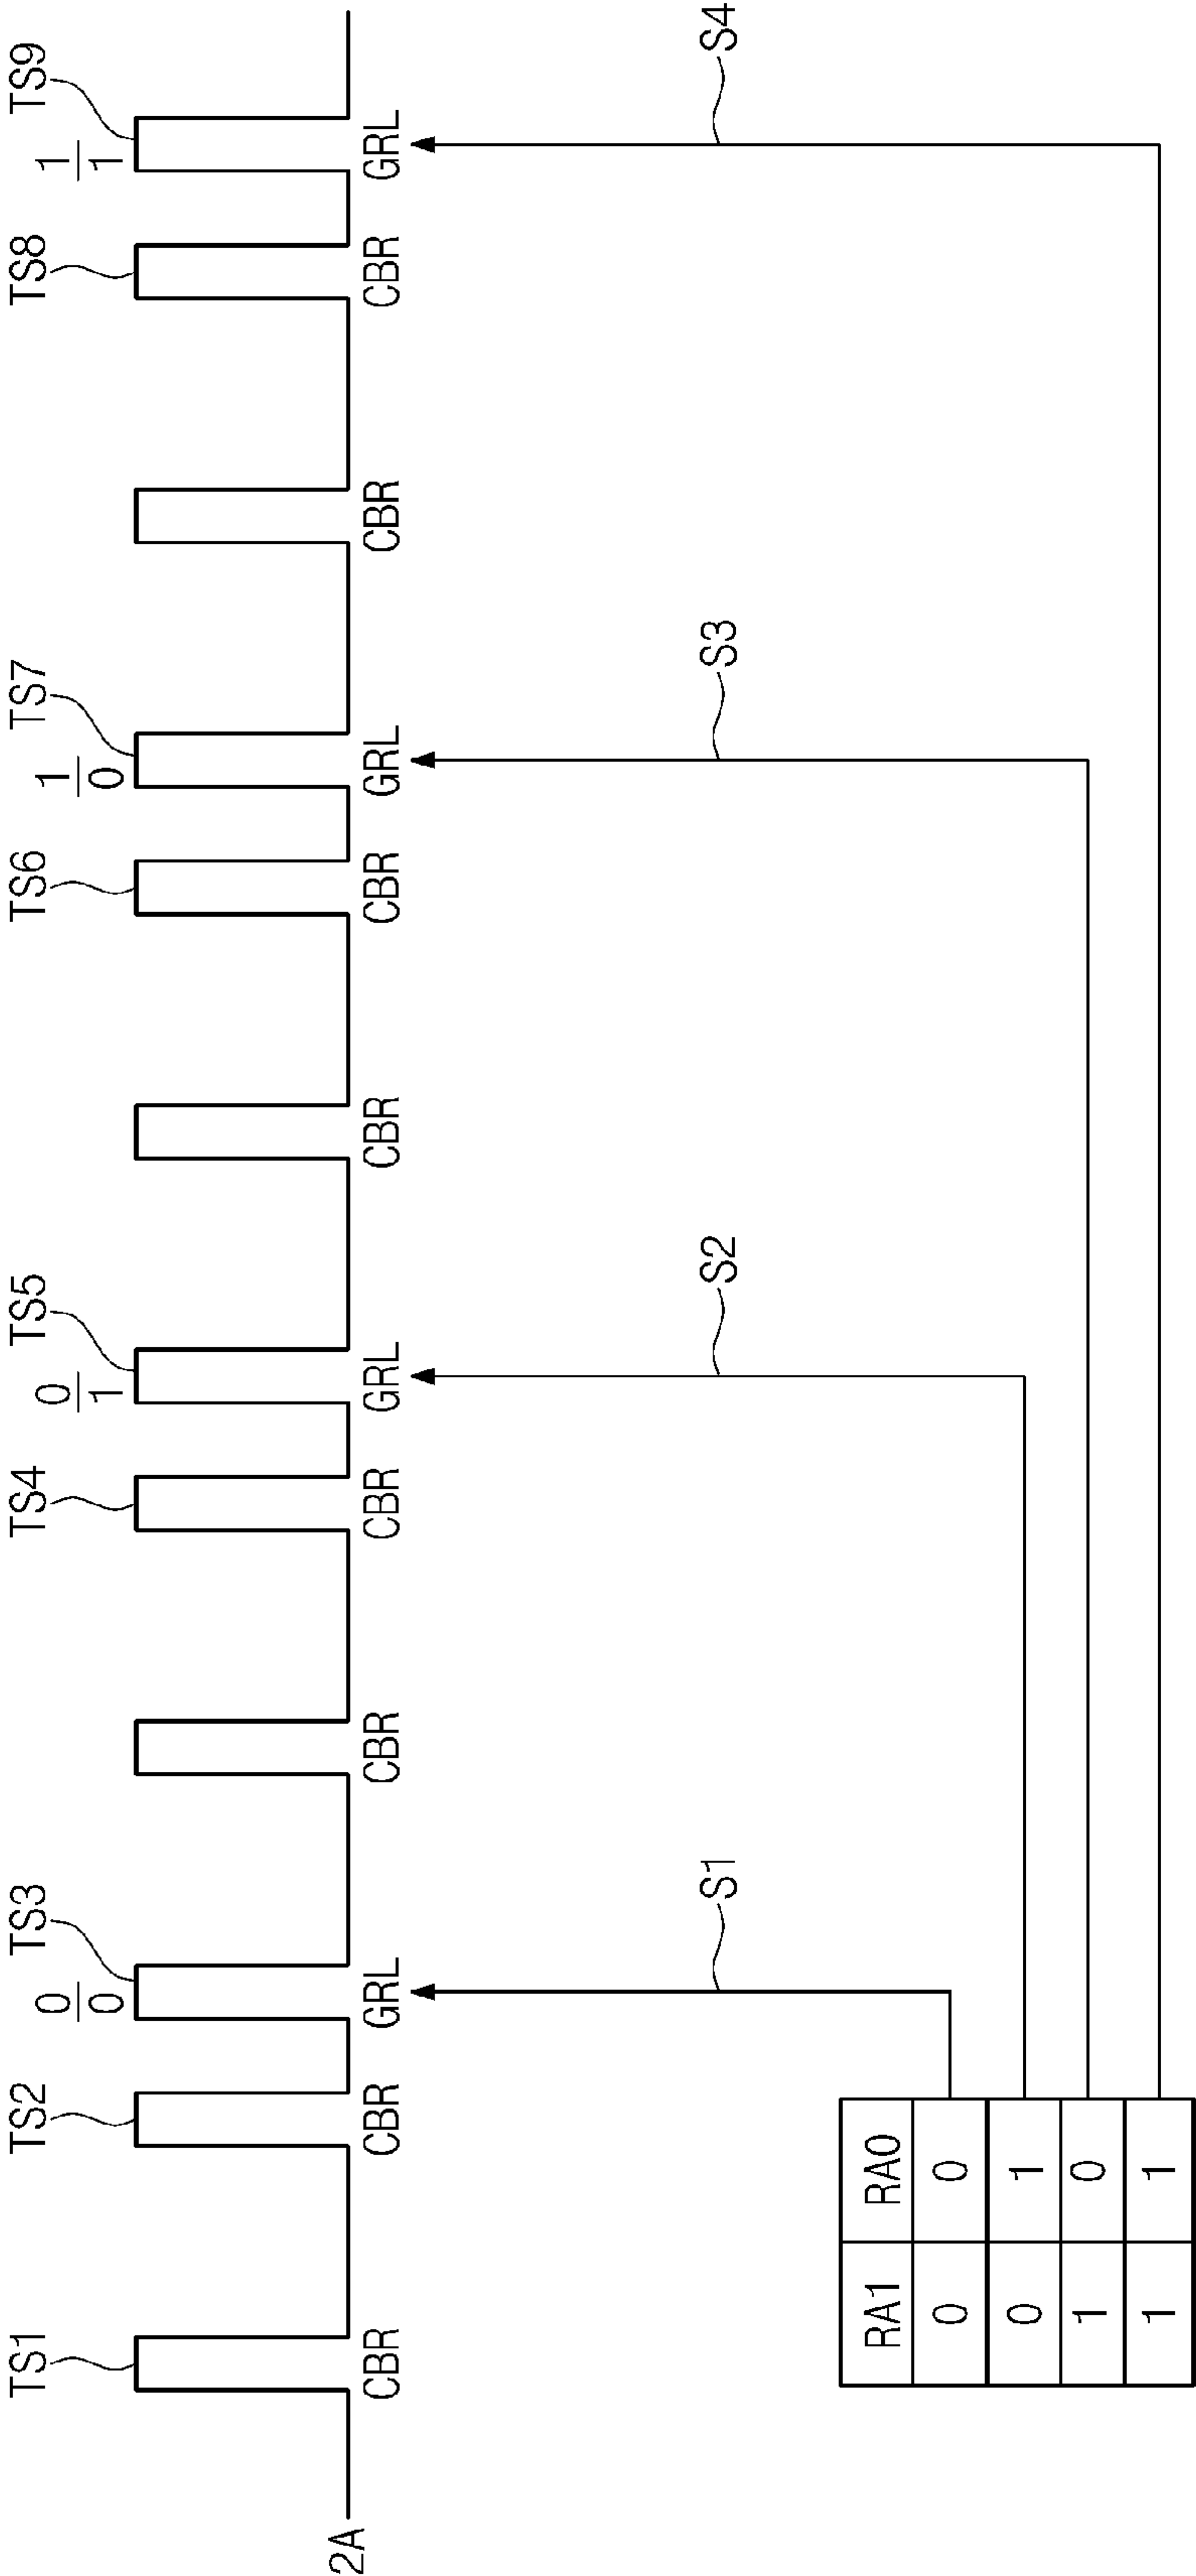 TS1 TS2 TS3 TS4 TS5 TS6 TS7 TS8 TS9
0 0 1 1
0 1 0 1
2A
CBR CBR GRL CBR CBR GRL CBR CBR GRL CBR CBR GRL
S1 S2 S3 S4
RA1 RA0
0 0
0 1
1 0
1 1